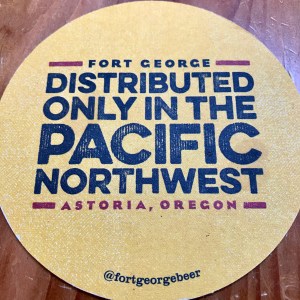 FORT GEORGE
DISTRIBUTED
ONLY IN THE
PACIFIC
NORTHWEST
ASTORIA, OREGON
@fortgeorgebeer